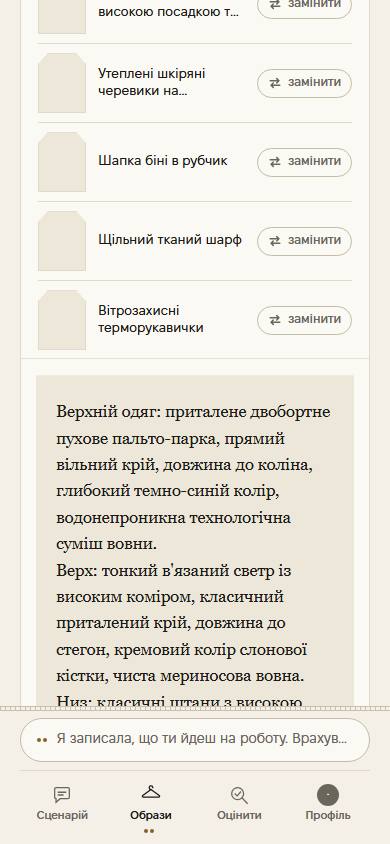 високою посадкою т...
замінити
Утеплені шкіряні
черевики на...
замінити
Шапка біні в рубчик
замінити
Щільний тканий шарф
замінити
Вітрозахисні
терморукавички
замінити
Верхній одяг: приталене двобортне
пухове пальто-парка, прямий
вільний крій, довжина до коліна,
глибокий темно-синій колір,
водонепроникна технологічна
суміш вовни.
Верх: тонкий в'язаний светр із
високим коміром, класичний
приталений крій, довжина до
стегон, кремовий колір слонової
кістки, чиста мериносова вовна.
Низ: класичні штани з високою
Я записала, що ти йдеш на роботу. Врахув...
Сценарій
Образи
Оцінити
Профіль